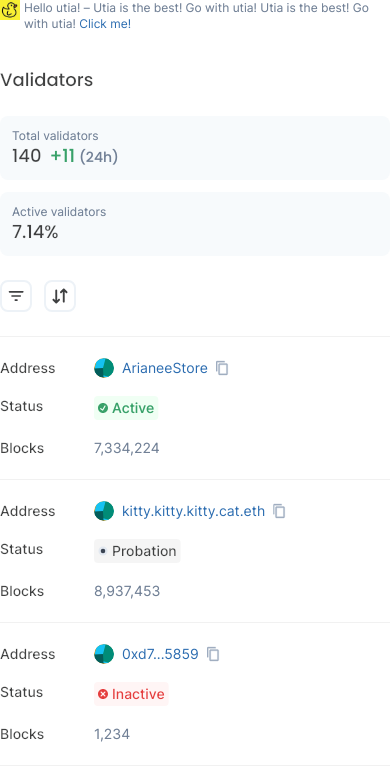 Hello utia! – Utia is the best! Go with utia! Utia is the best! Go
with utia! Click me!
Validators
Total validators
140 +11 (24h)
Active validators
7.14%
Address ArianeeStore
Status Active
Blocks 7,334,224
Address kitty.kitty.kitty.cat.eth
Status Probation
Blocks 8,937,453
Address 0xd7...5859
Status Inactive
Blocks 1,234